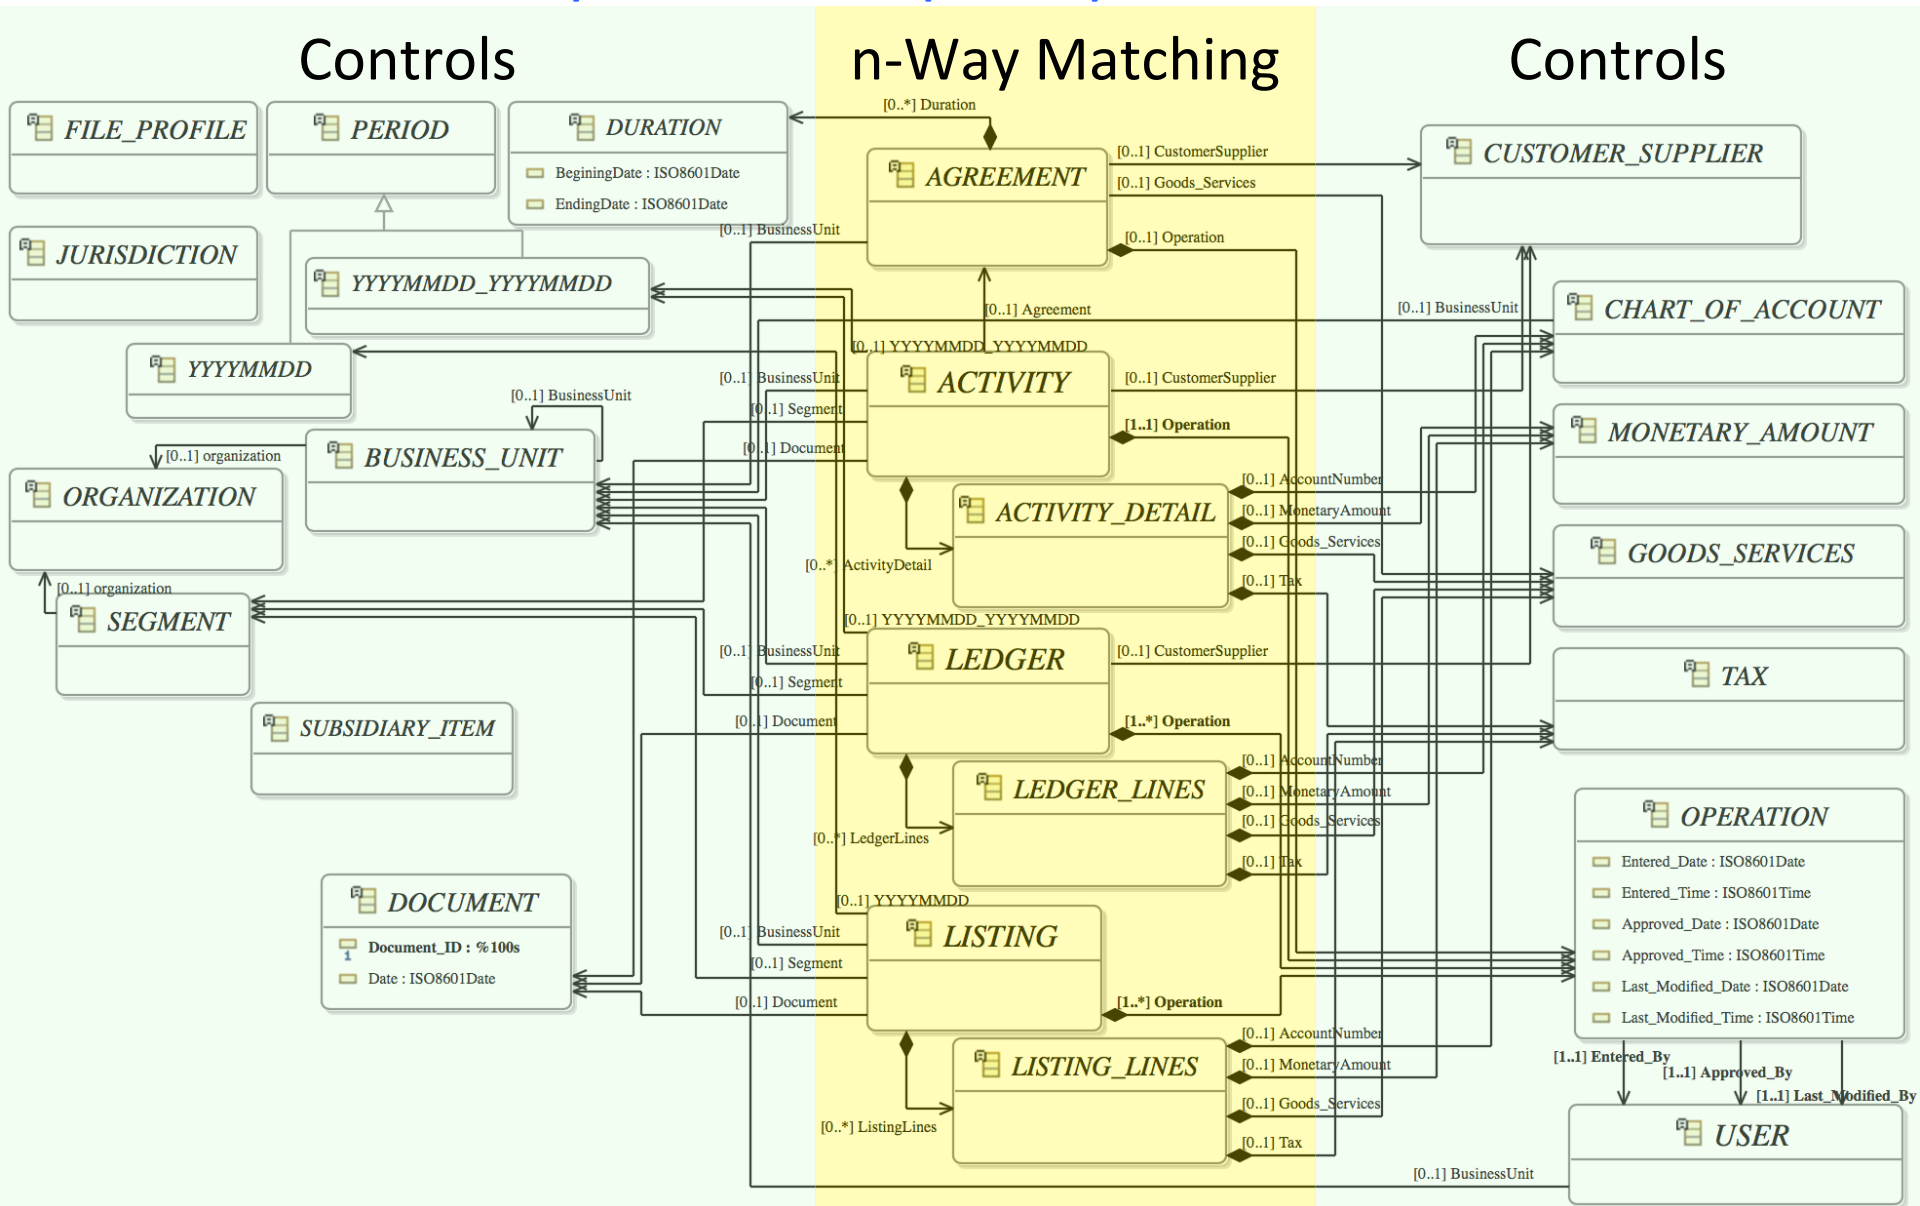 Controls
n-Way Matching
Controls
FILE_PROFILE
PERIOD
DURATION
BeginingDate : ISO8601Date
EndingDate : ISO8601Date
[0..*] Duration
AGREEMENT
[0..1] CustomerSupplier
[0..1] Goods_Services
[0..1] Operation
[0..1] BusinessUnit
CUSTOMER_SUPPLIER
JURISDICTION
YYYYMMDD_YYYYMMDD
[0..1] Agreement
[0..1] BusinessUnit
CHART_OF_ACCOUNT
YYYYMMDD
[0..1] YYYYMMDD_YYYYMMDD
ACTIVITY
[0..1] BusinessUnit
[0..1] Segment
[0..1] Document
[0..1] CustomerSupplier
[1..1] Operation
[0..1] BusinessUnit
BUSINESS_UNIT
[0..1] organization
ORGANIZATION
MONETARY_AMOUNT
ACTIVITY_DETAIL
[0..1] AccountNumber
[0..1] MonetaryAmount
[0..1] Goods_Services
[0..1] Tax
[0..*] ActivityDetail
GOODS_SERVICES
[0..1] organization
SEGMENT
[0..1] YYYYMMDD_YYYYMMDD
LEDGER
[0..1] BusinessUnit
[0..1] Segment
[0..1] Document
[0..1] CustomerSupplier
[1..*] Operation
TAX
SUBSIDIARY_ITEM
LEDGER_LINES
[0..1] AccountNumber
[0..1] MonetaryAmount
[0..1] Goods_Services
[0..1] Tax
[0..*] LedgerLines
OPERATION
Entered_Date : ISO8601Date
Entered_Time : ISO8601Time
Approved_Date : ISO8601Date
Approved_Time : ISO8601Time
Last_Modified_Date : ISO8601Date
Last_Modified_Time : ISO8601Time
DOCUMENT
Document_ID : %100s
1
Date : ISO8601Date
[0..1] YYYYMMDD
LISTING
[0..1] BusinessUnit
[0..1] Segment
[0..1] Document
[1..*] Operation
LISTING_LINES
[0..1] AccountNumber
[0..1] MonetaryAmount
[0..1] Goods_Services
[0..1] Tax
[0..*] ListingLines
[1..1] Entered_By
[1..1] Approved_By
[1..1] Last_Modified_By
USER
[0..1] BusinessUnit